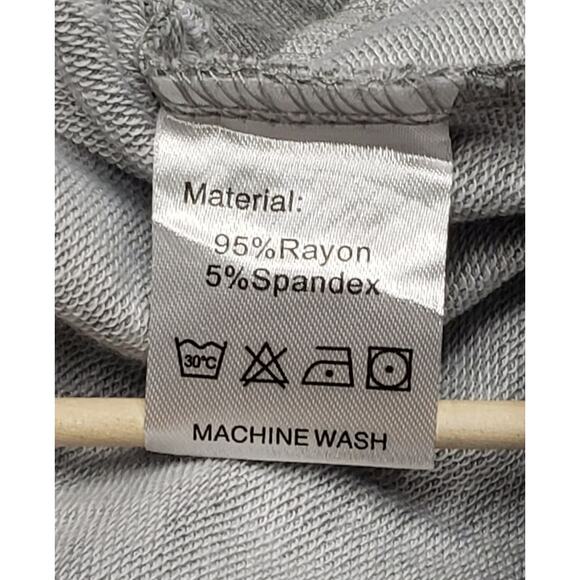 Material:
95%Rayon
5%Spandex
30°C
MACHINE WASH